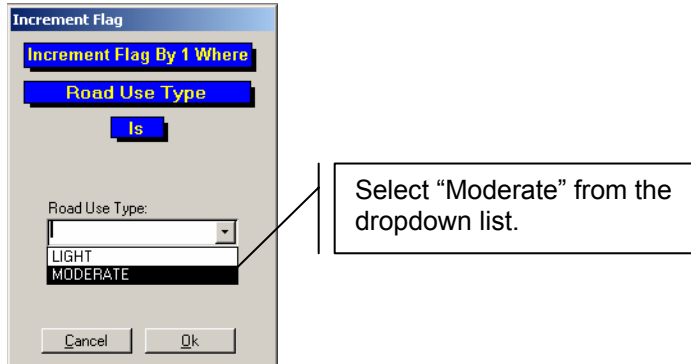 Increment Flag
Increment Flag By 1 Where
Road Use Type
Is
Road Use Type:
LIGHT
MODERATE
Cancel
Ok
Select “Moderate” from the
dropdown list.